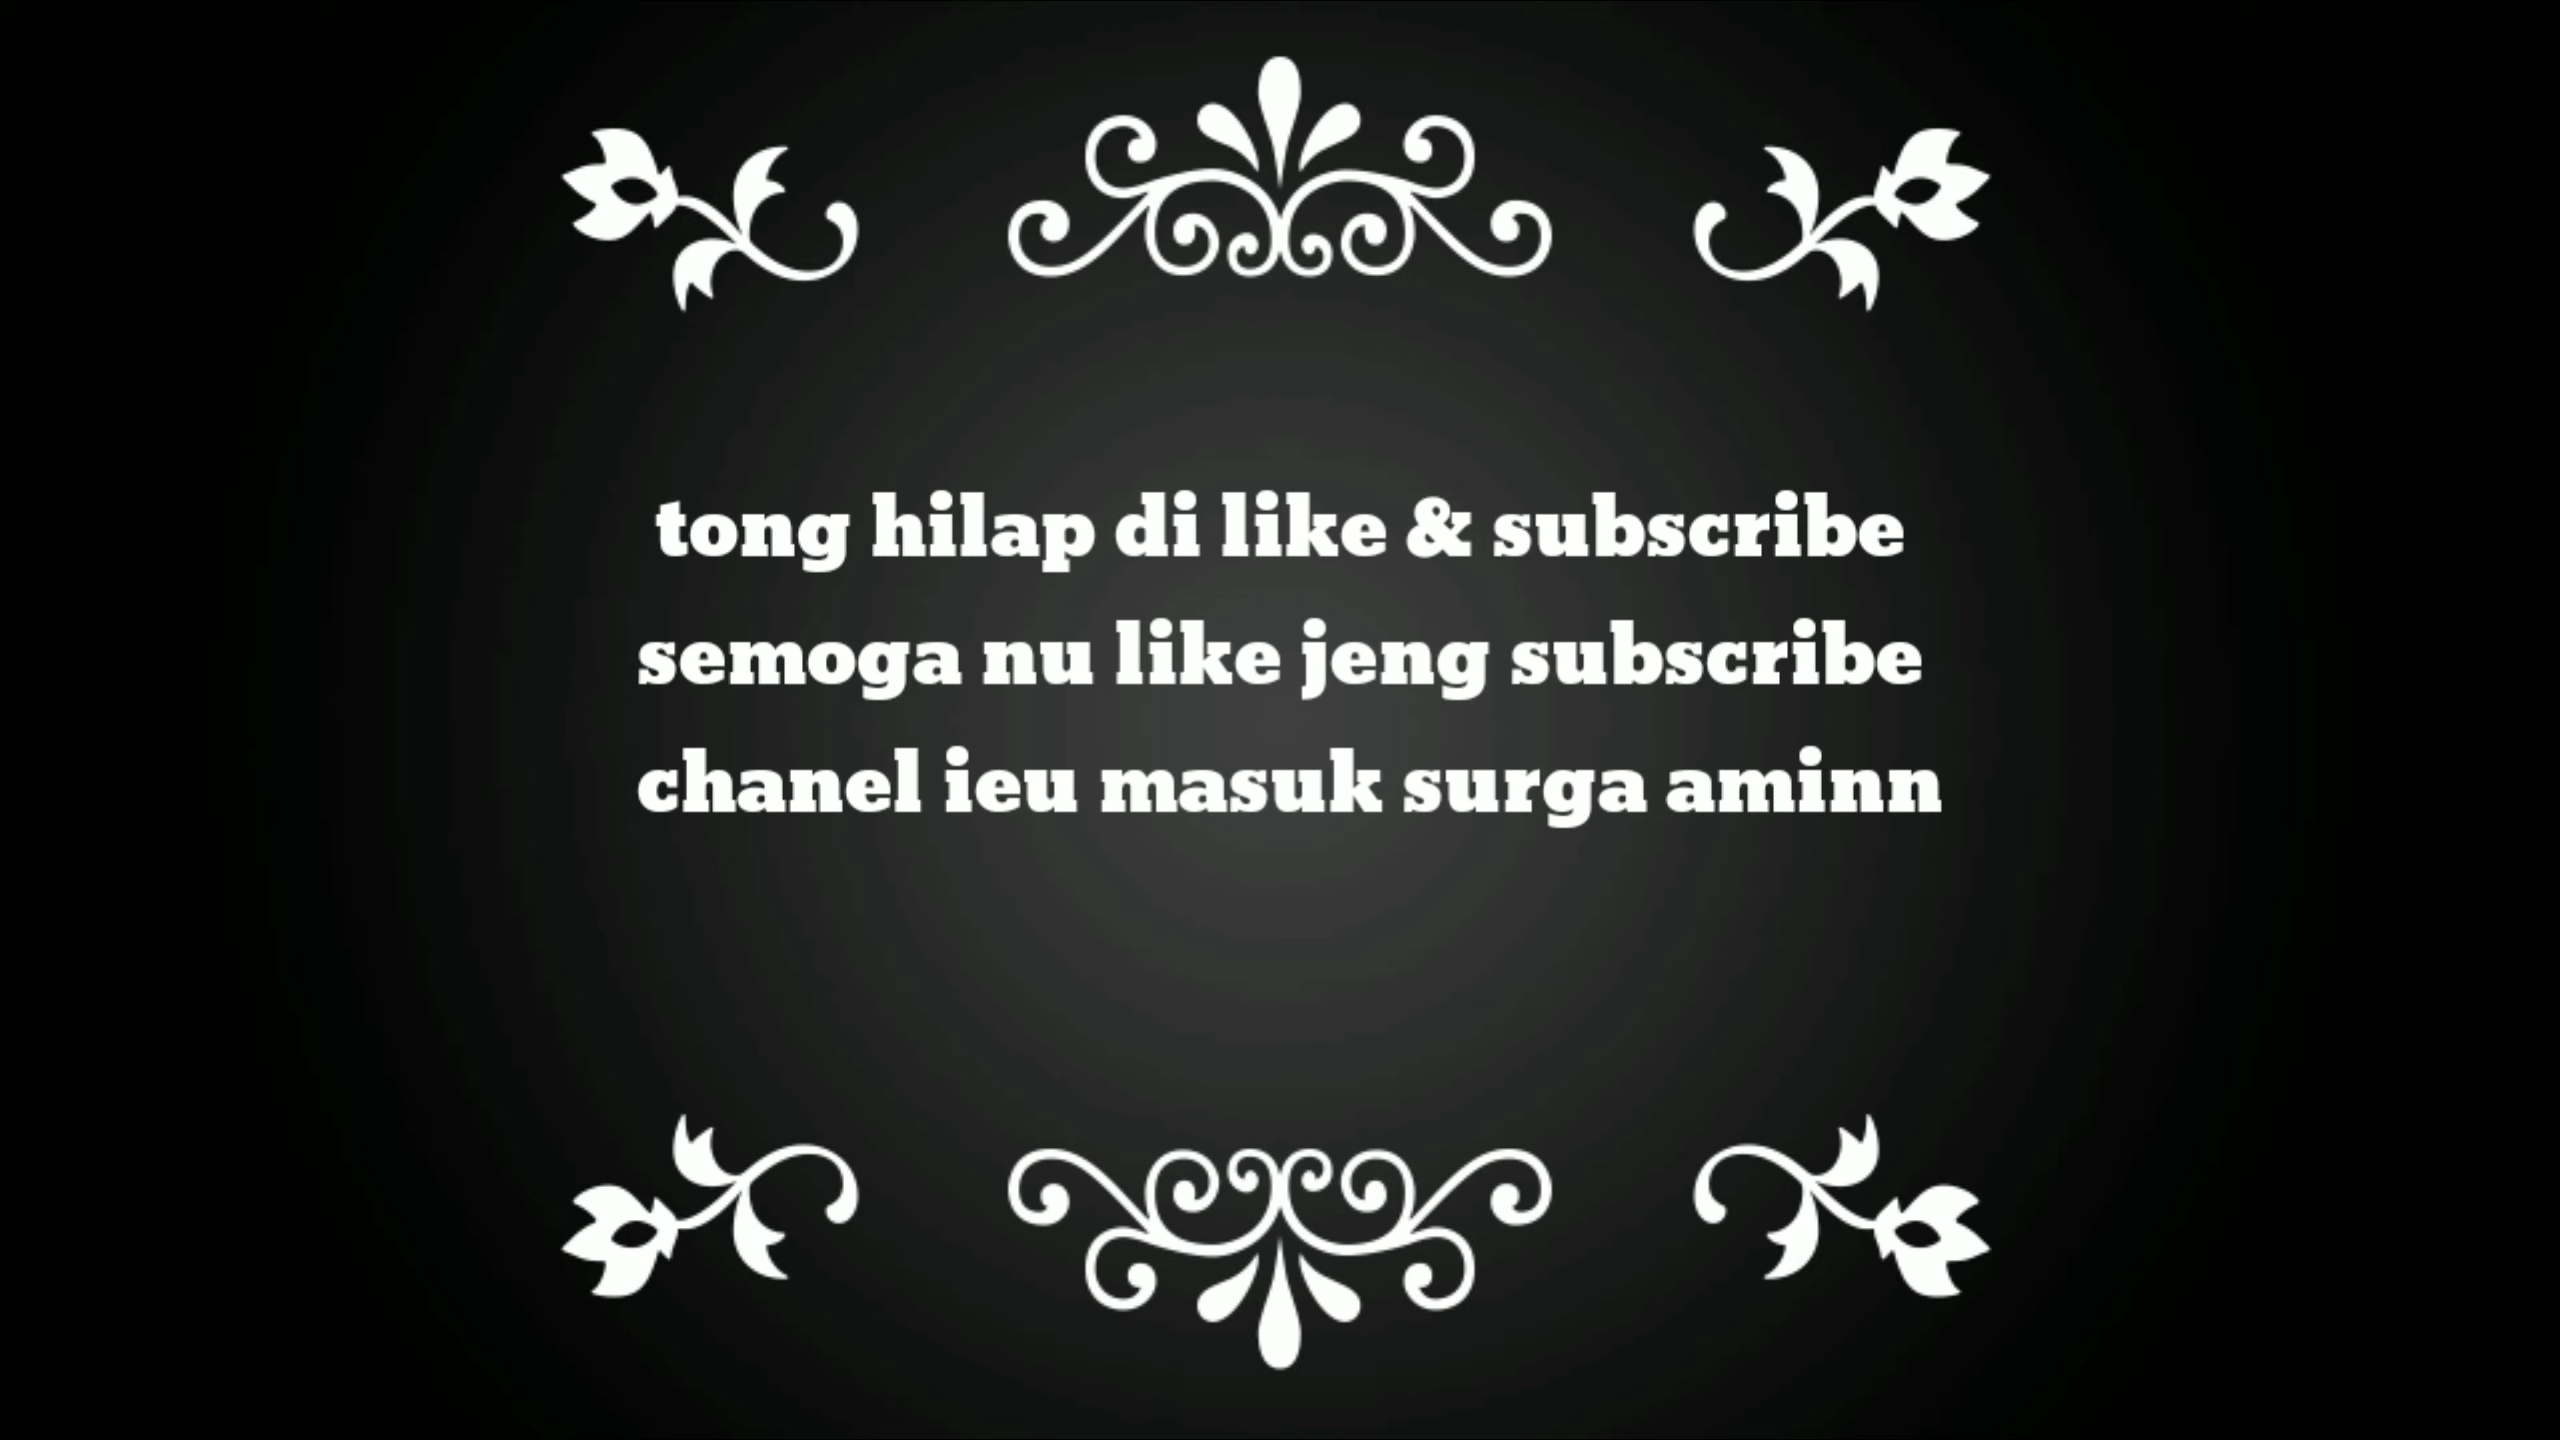 tong hilap di like & subscribe
semoga nu like jeng subscribe
chanel ieu masuk surga aminn